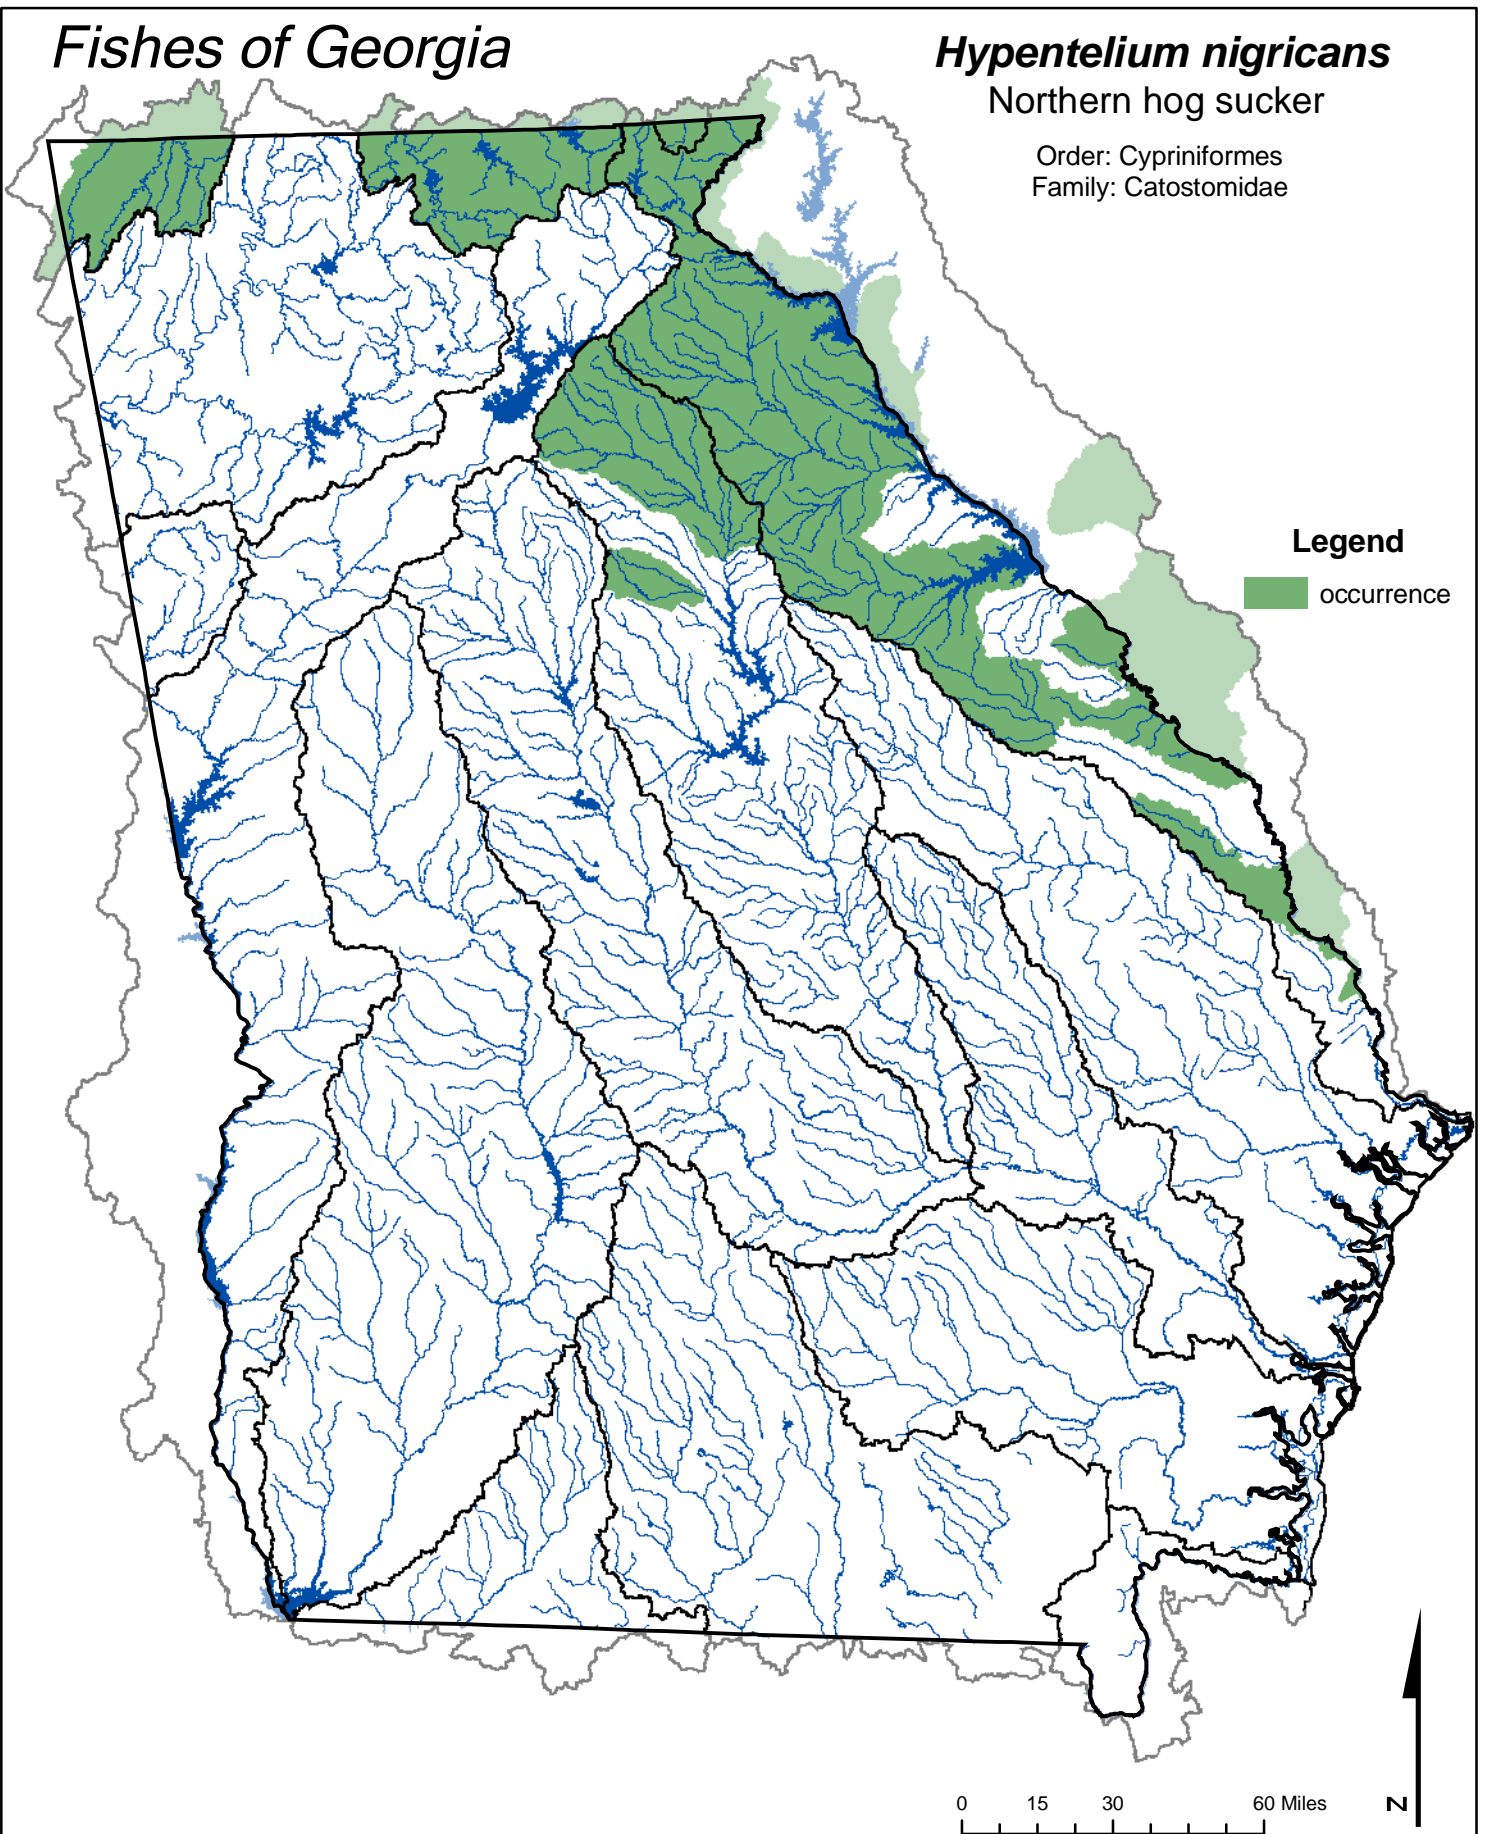 Fishes of Georgia
Hypentelium nigricans
Northern hog sucker
Order: Cypriniformes
Family: Catostomidae
Legend
occurrence
0 15 30 60 Miles
N